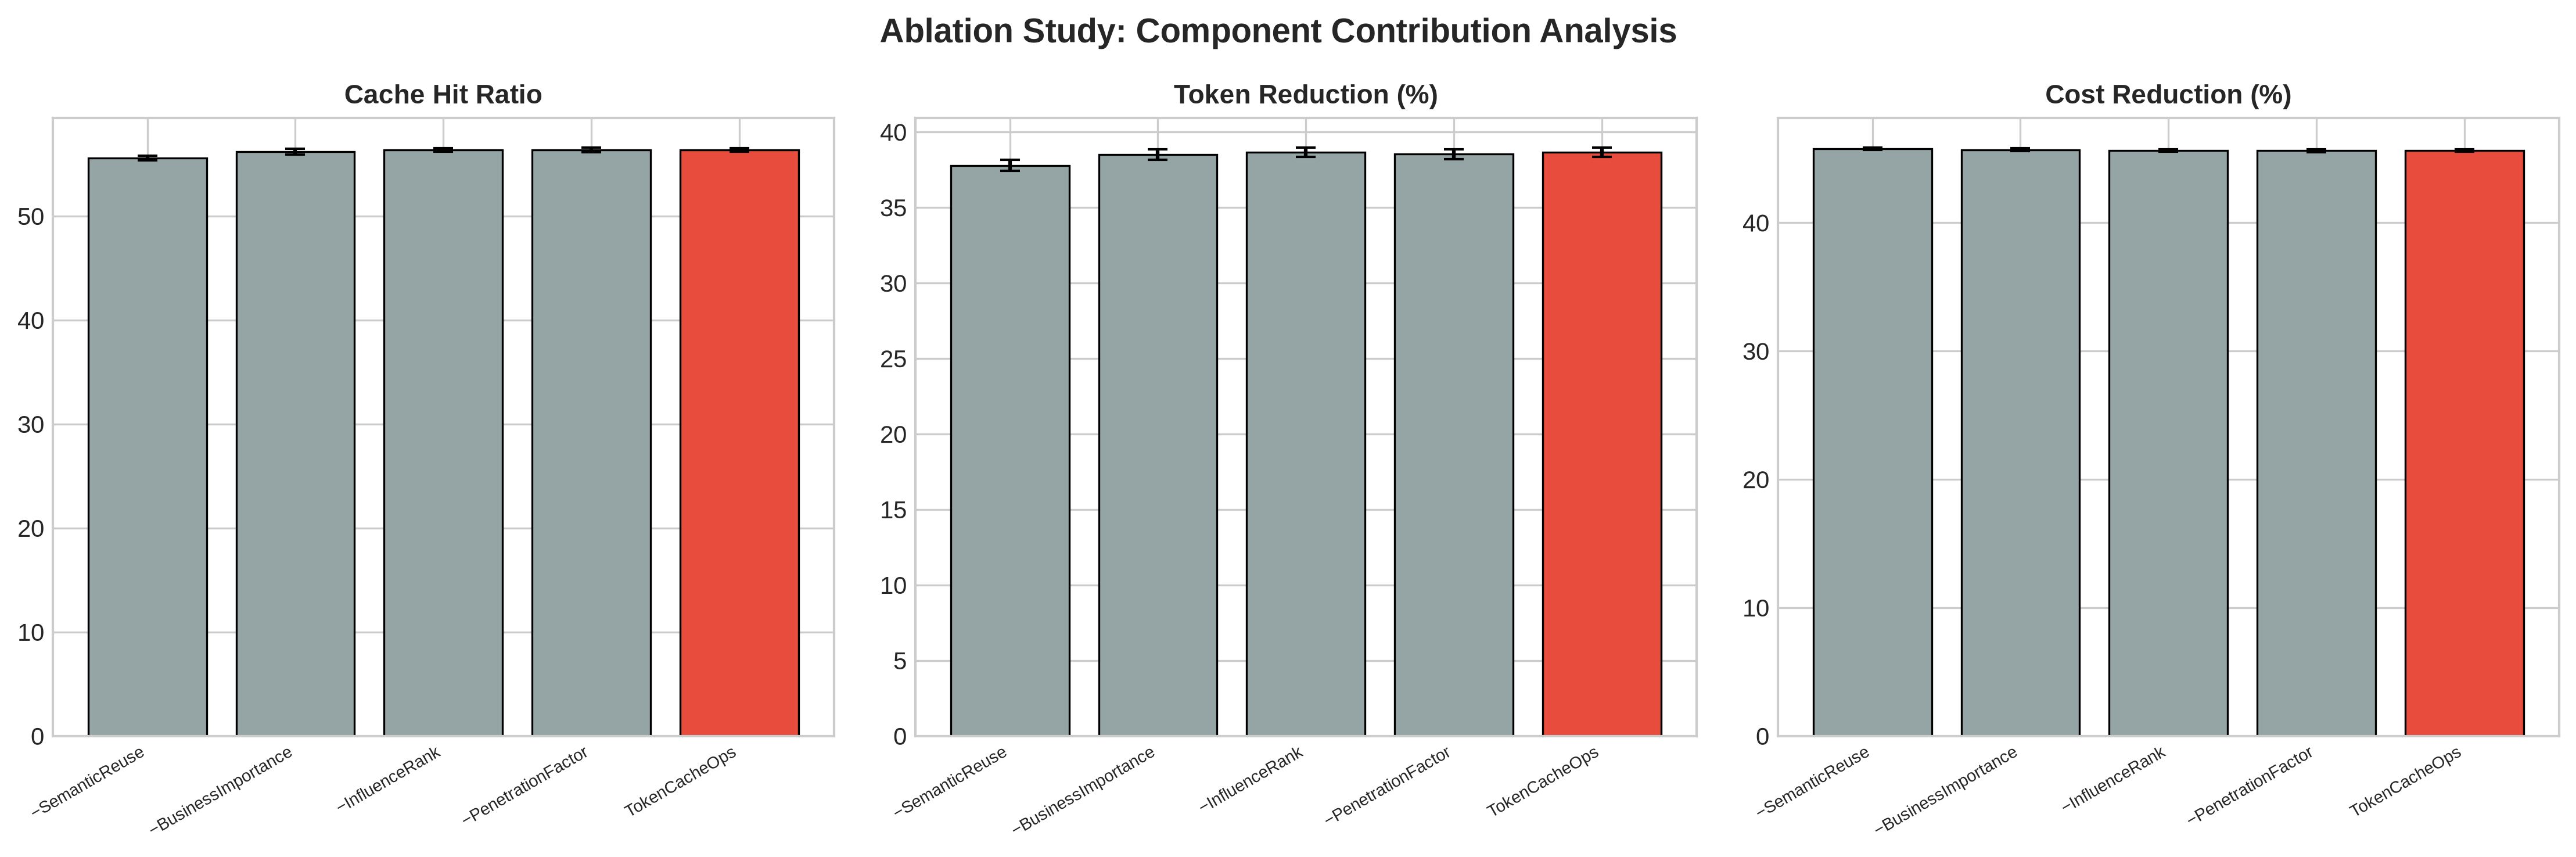 Ablation Study: Component Contribution Analysis
Cache Hit Ratio
50
40
30
20
10
0
−SemanticReuse
−BusinessImportance
−InfluenceRank
−PenetrationFactor
TokenCacheOps
Token Reduction (%)
40
35
30
25
20
15
10
5
0
−SemanticReuse
−BusinessImportance
−InfluenceRank
−PenetrationFactor
TokenCacheOps
Cost Reduction (%)
40
30
20
10
0
−SemanticReuse
−BusinessImportance
−InfluenceRank
−PenetrationFactor
TokenCacheOps